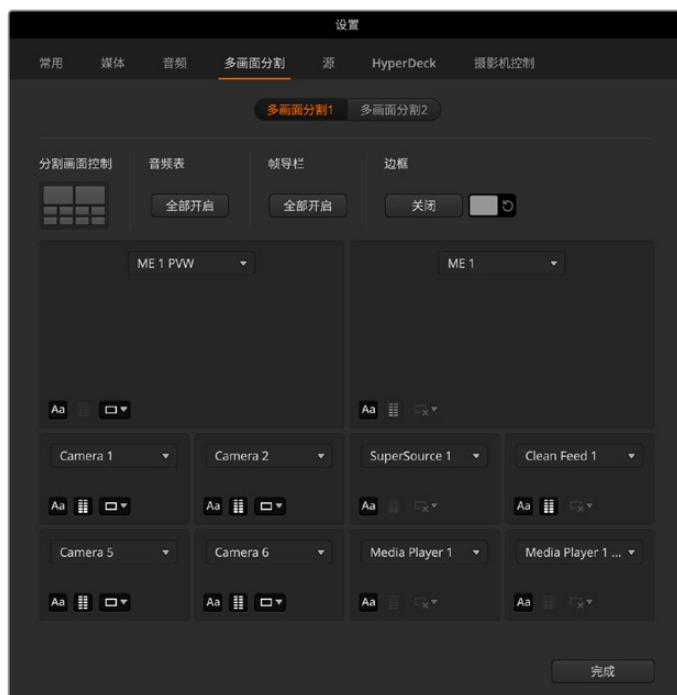 设置
常用 媒体 音频 多画面分割 源 HyperDeck 摄影机控制
多画面分割1 多画面分割2
分割画面控制 音频表 帧导栏 边框
全部开启 全部开启 关闭
ME 1 PVW ME 1
Aa Aa
Camera 1 Camera 2 SuperSource 1 Clean Feed 1
Aa Aa Aa Aa
Camera 5 Camera 6 Media Player 1 Media Player 1 ...
Aa Aa Aa Aa
完成